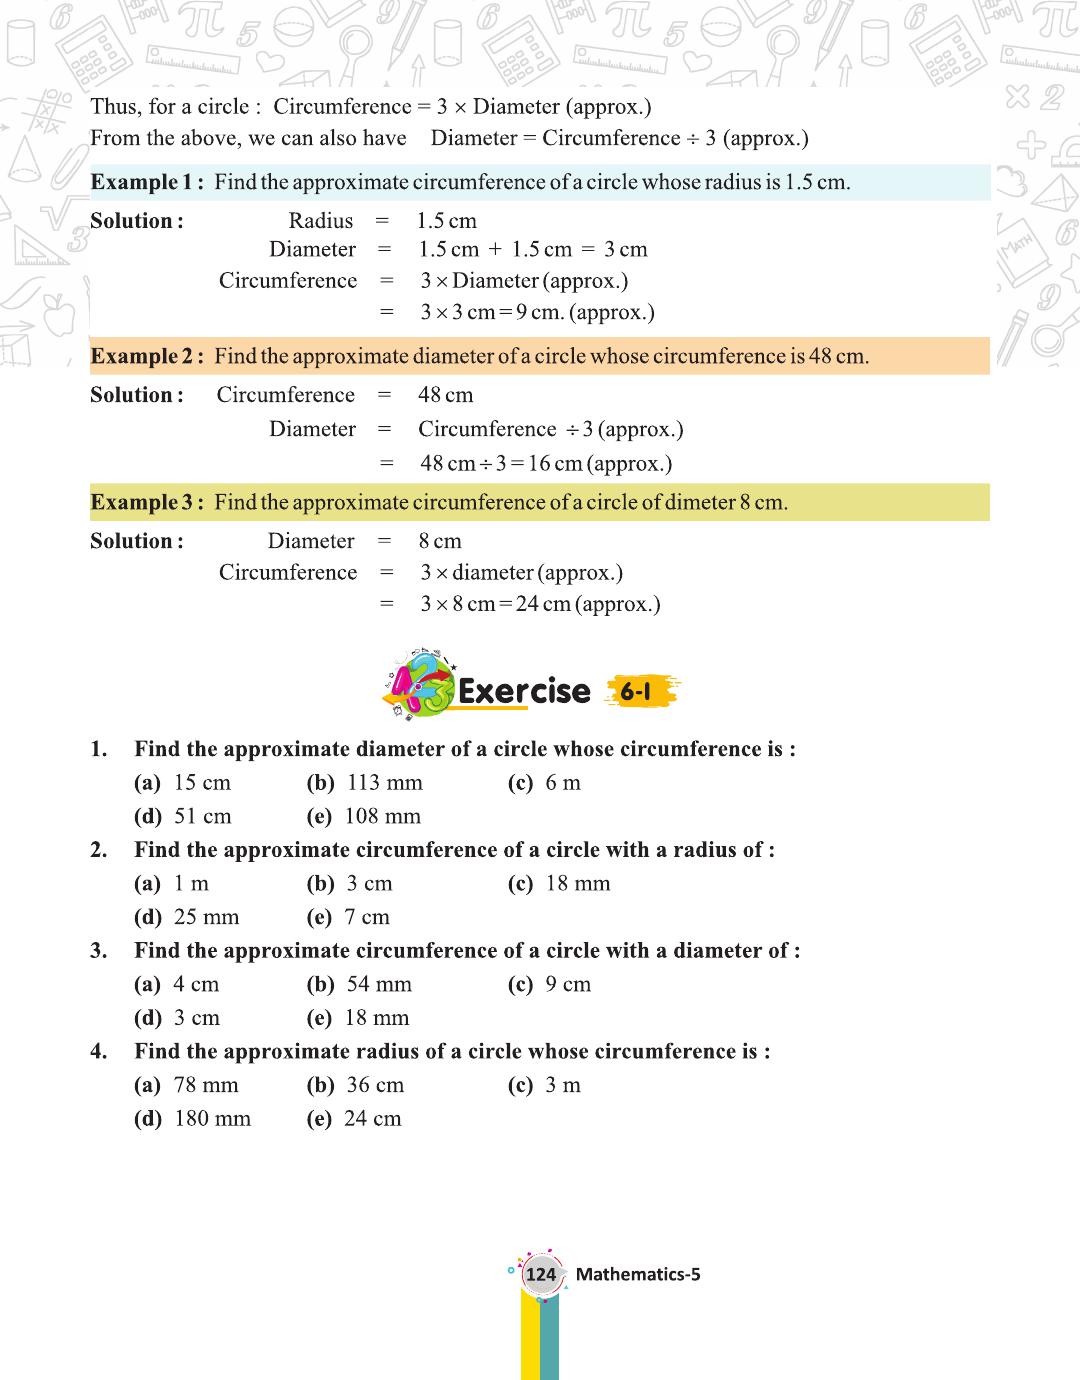 Thus, for a circle : Circumference = 3 × Diameter (approx.)
From the above, we can also have Diameter = Circumference ÷ 3 (approx.)
Example 1 : Find the approximate circumference of a circle whose radius is 1.5 cm.
Solution : Radius = 1.5 cm
Diameter = 1.5 cm + 1.5 cm = 3 cm
Circumference = 3 × Diameter (approx.)
= 3 × 3 cm = 9 cm. (approx.)
Example 2 : Find the approximate diameter of a circle whose circumference is 48 cm.
Solution : Circumference = 48 cm
Diameter = Circumference ÷ 3 (approx.)
= 48 cm ÷ 3 = 16 cm (approx.)
Example 3 : Find the approximate circumference of a circle of dimeter 8 cm.
Solution : Diameter = 8 cm
Circumference = 3 × diameter (approx.)
= 3 × 8 cm = 24 cm (approx.)
Exercise 6-I
1. Find the approximate diameter of a circle whose circumference is :
(a) 15 cm (b) 113 mm (c) 6 m
(d) 51 cm (e) 108 mm
2. Find the approximate circumference of a circle with a radius of :
(a) 1 m (b) 3 cm (c) 18 mm
(d) 25 mm (e) 7 cm
3. Find the approximate circumference of a circle with a diameter of :
(a) 4 cm (b) 54 mm (c) 9 cm
(d) 3 cm (e) 18 mm
4. Find the approximate radius of a circle whose circumference is :
(a) 78 mm (b) 36 cm (c) 3 m
(d) 180 mm (e) 24 cm
124 Mathematics-5